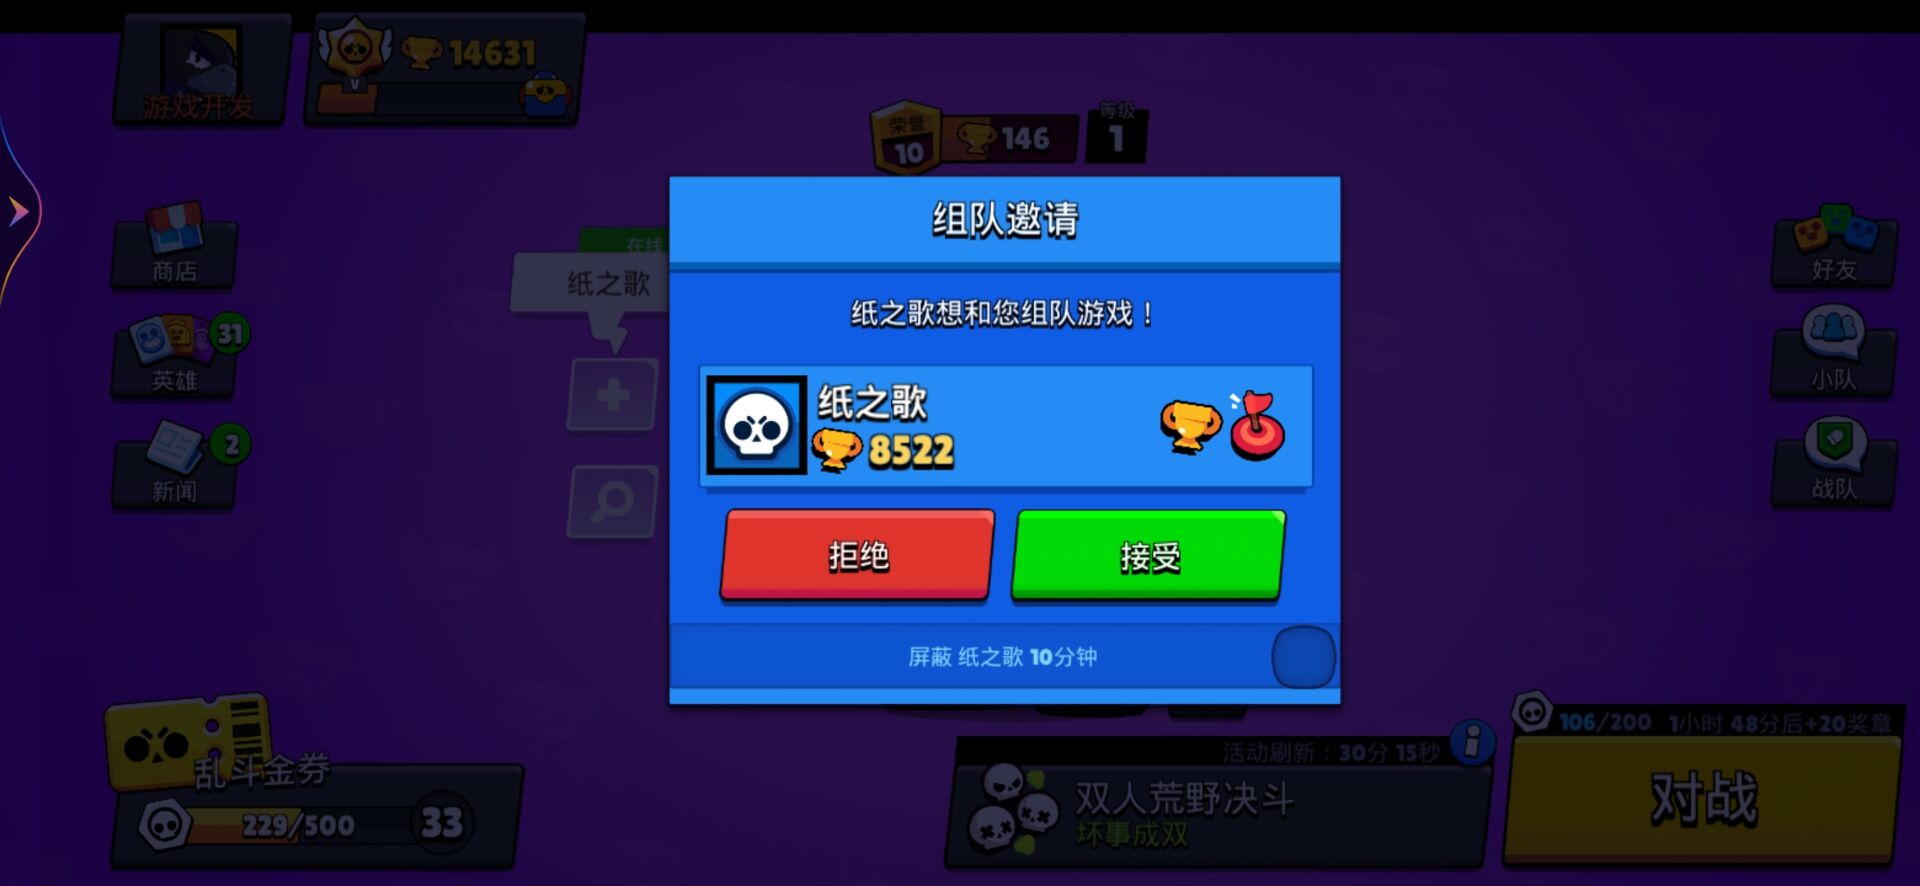 游戏开发
14631
荣誉
10
146
等级
1
商店
31
英雄
2
新闻
在线
纸之歌
组队邀请
纸之歌想和您组队游戏！
纸之歌
8522
拒绝
接受
屏蔽 纸之歌 10分钟
好友
小队
战队
乱斗金券
229/500
33
活动刷新：30分 15秒
双人荒野决斗
坏事成双
106/200 1小时 48分后+20奖章
对战